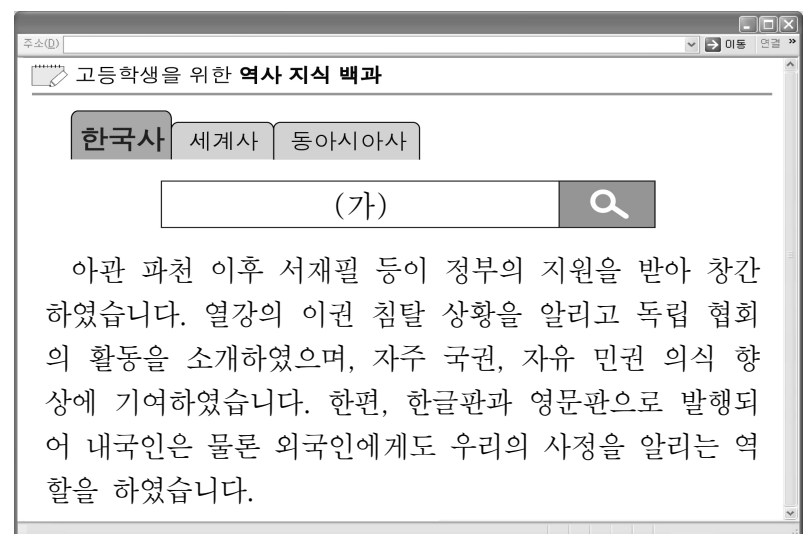 주소(D) 이동 연결 »
고등학생을 위한 역사 지식 백과
한국사 세계사 동아시아사
(가)
아관 파천 이후 서재필 등이 정부의 지원을 받아 창간
하였습니다. 열강의 이권 침탈 상황을 알리고 독립 협회
의 활동을 소개하였으며, 자주 국권, 자유 민권 의식 향
상에 기여하였습니다. 한편, 한글판과 영문판으로 발행되
어 내국인은 물론 외국인에게도 우리의 사정을 알리는 역
할을 하였습니다.